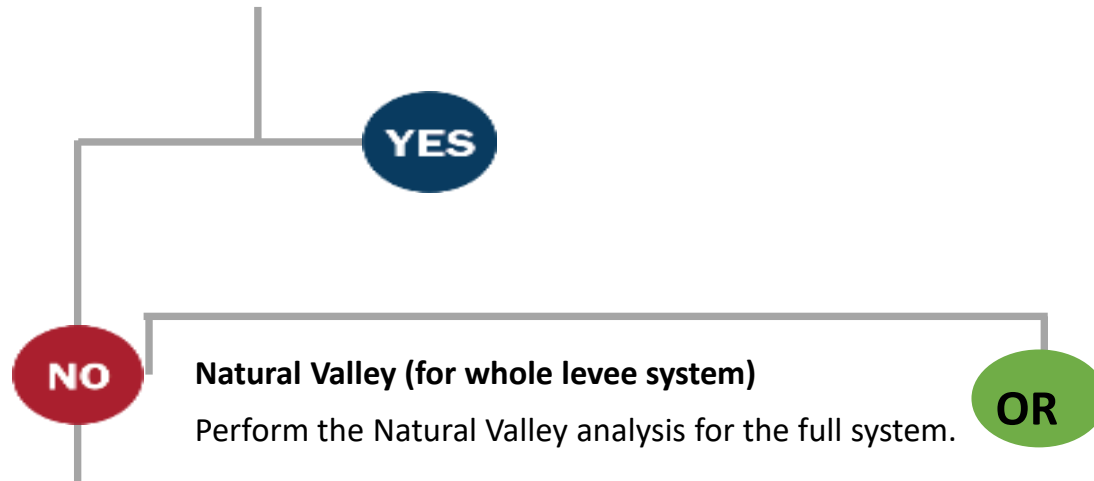 YES
NO
Natural Valley (for whole levee system)
OR
Perform the Natural Valley analysis for the full system.